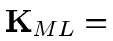 K_{ML} =